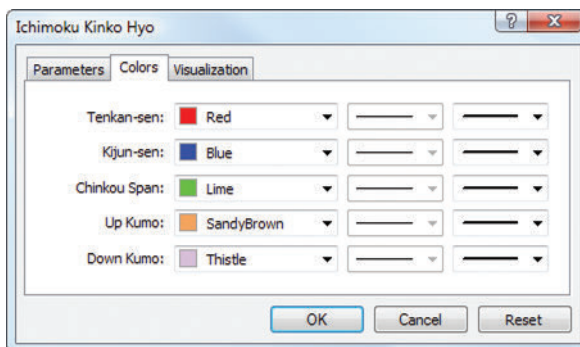 Ichimoku Kinko Hyo
Parameters Colors Visualization
Tenkan-sen: Red
Kijun-sen: Blue
Chinkou Span: Lime
Up Kumo: SandyBrown
Down Kumo: Thistle
OK Cancel Reset